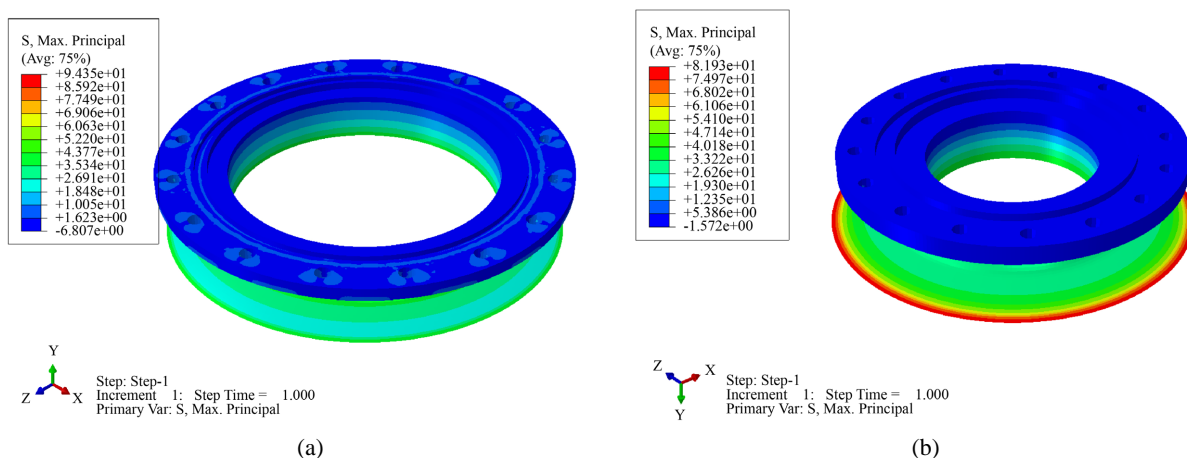 S, Max. Principal
(Avg: 75%)
+9.435e+01
+8.592e+01
+7.749e+01
+6.906e+01
+6.063e+01
+5.220e+01
+4.377e+01
+3.534e+01
+2.691e+01
+1.848e+01
+1.005e+01
+1.623e+00
-6.807e+00
Y
Z
X
Step: Step-1
Increment 1: Step Time = 1.000
Primary Var: S, Max. Principal
(a)
S, Max. Principal
(Avg: 75%)
+8.193e+01
+7.497e+01
+6.802e+01
+6.106e+01
+5.410e+01
+4.714e+01
+4.018e+01
+3.322e+01
+2.626e+01
+1.930e+01
+1.235e+01
+5.386e+00
-1.572e+00
Z
X
Y
Step: Step-1
Increment 1: Step Time = 1.000
Primary Var: S, Max. Principal
(b)